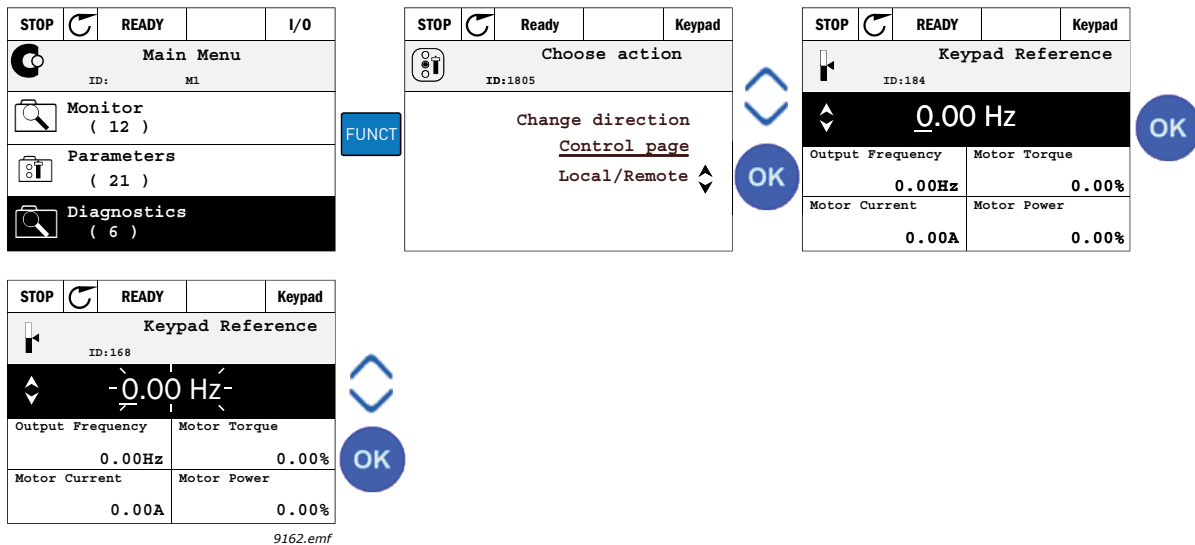 STOP READY I/O
Main Menu
ID: M1
Monitor
( 12 )
Parameters
( 21 )
Diagnostics
( 6 )
FUNCT
STOP Ready Keypad
Choose action
ID:1805
Change direction
Control page
Local/Remote
OK
STOP READY Keypad
Keypad Reference
ID:184
0.00 Hz
Output Frequency Motor Torque
0.00Hz 0.00%
Motor Current Motor Power
0.00A 0.00%
OK
STOP READY Keypad
Keypad Reference
ID:168
0.00 Hz
Output Frequency Motor Torque
0.00Hz 0.00%
Motor Current Motor Power
0.00A 0.00%
OK
9162.emf